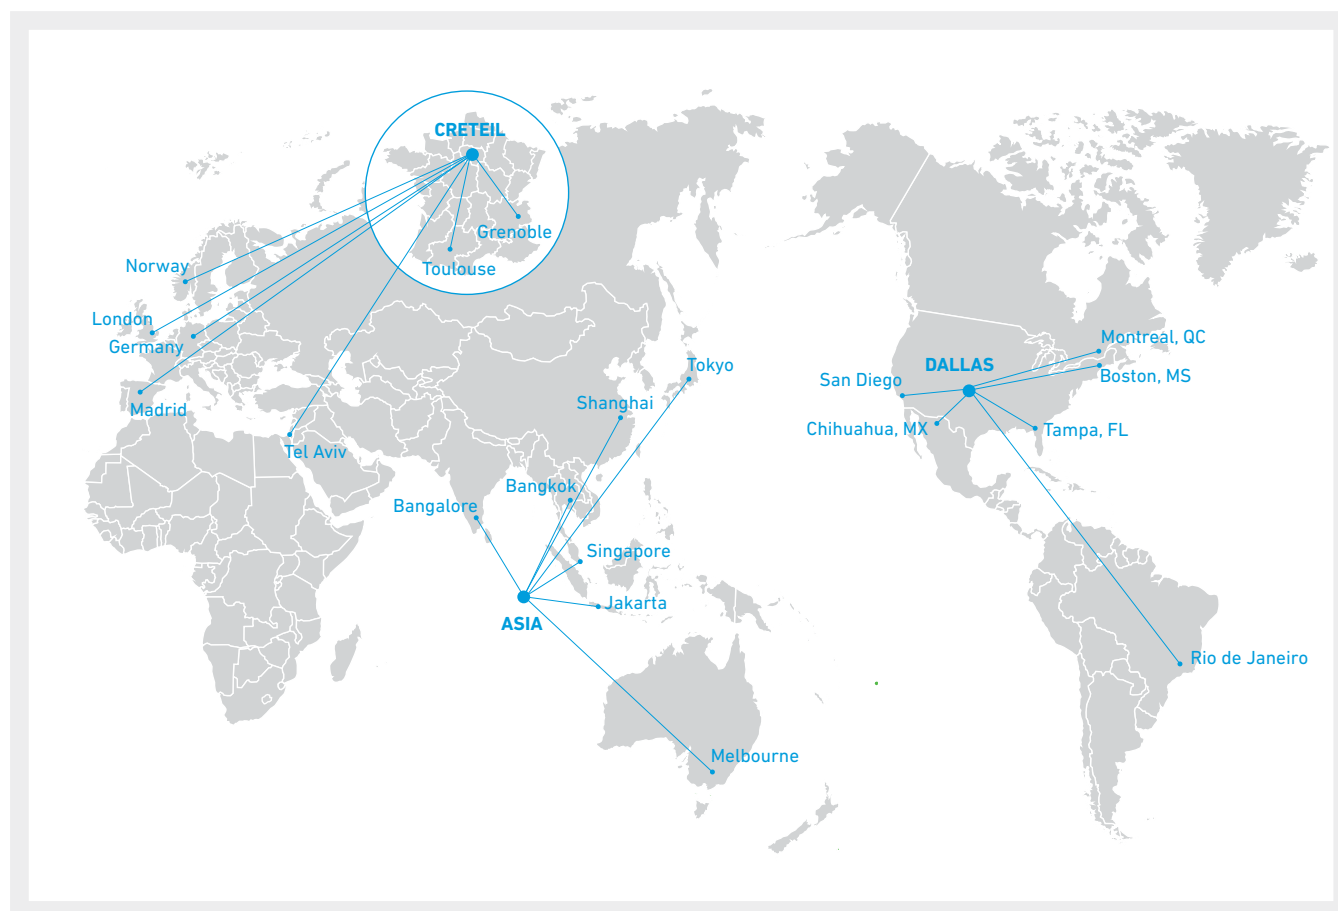 CRETEIL
Grenoble
Toulouse
Norway
London
Germany
Madrid
Tel Aviv
Tokyo
Shanghai
Bangkok
Bangalore
Singapore
Jakarta
ASIA
Melbourne
Montreal, QC
DALLAS
Boston, MS
San Diego
Chihuahua, MX
Tampa, FL
Rio de Janeiro